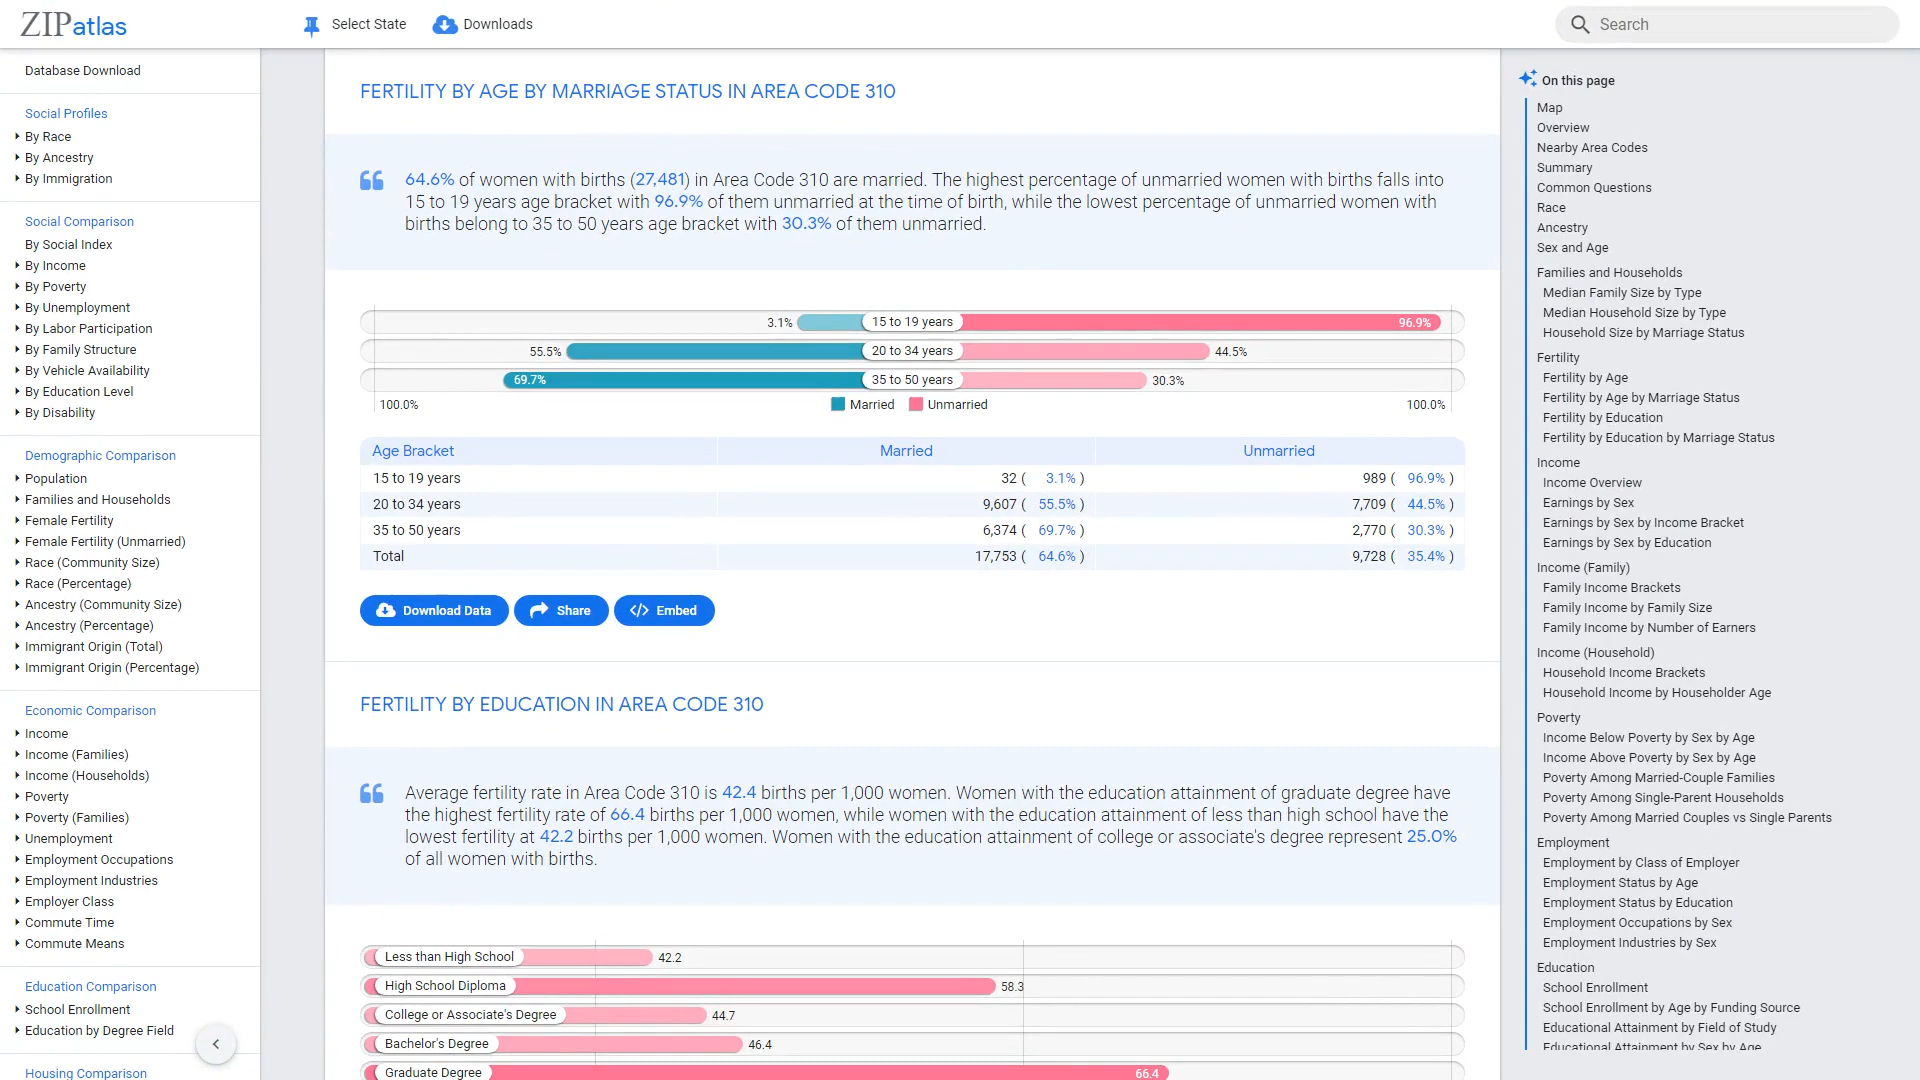 ZIPatlas
Select State
Downloads
Search
Database Download
Social Profiles
By Race
By Ancestry
By Immigration
Social Comparison
By Social Index
By Income
By Poverty
By Unemployment
By Labor Participation
By Family Structure
By Vehicle Availability
By Education Level
By Disability
Demographic Comparison
Population
Families and Households
Female Fertility
Female Fertility (Unmarried)
Race (Community Size)
Race (Percentage)
Ancestry (Community Size)
Ancestry (Percentage)
Immigrant Origin (Total)
Immigrant Origin (Percentage)
Economic Comparison
Income
Income (Families)
Income (Households)
Poverty
Poverty (Families)
Unemployment
Employment Occupations
Employment Industries
Employer Class
Commute Time
Commute Means
Education Comparison
School Enrollment
Education by Degree Field
Housing Comparison
FERTILITY BY AGE BY MARRIAGE STATUS IN AREA CODE 310
64.6% of women with births (27,481) in Area Code 310 are married. The highest percentage of unmarried women with births falls into
15 to 19 years age bracket with 96.9% of them unmarried at the time of birth, while the lowest percentage of unmarried women with
births belong to 35 to 50 years age bracket with 30.3% of them unmarried.
3.1% 15 to 19 years 96.9%
55.5% 20 to 34 years 44.5%
69.7% 35 to 50 years 30.3%
100.0% Married Unmarried 100.0%
Age Bracket Married Unmarried
15 to 19 years 32 ( 3.1% ) 989 ( 96.9% )
20 to 34 years 9,607 ( 55.5% ) 7,709 ( 44.5% )
35 to 50 years 6,374 ( 69.7% ) 2,770 ( 30.3% )
Total 17,753 ( 64.6% ) 9,728 ( 35.4% )
Download Data Share Embed
FERTILITY BY EDUCATION IN AREA CODE 310
Average fertility rate in Area Code 310 is 42.4 births per 1,000 women. Women with the education attainment of graduate degree have
the highest fertility rate of 66.4 births per 1,000 women, while women with the education attainment of less than high school have the
lowest fertility at 42.2 births per 1,000 women. Women with the education attainment of college or associate's degree represent 25.0%
of all women with births.
Less than High School 42.2
High School Diploma 58.3
College or Associate's Degree 44.7
Bachelor's Degree 46.4
Graduate Degree 66.4
On this page
Map
Overview
Nearby Area Codes
Summary
Common Questions
Race
Ancestry
Sex and Age
Families and Households
Median Family Size by Type
Median Household Size by Type
Household Size by Marriage Status
Fertility
Fertility by Age
Fertility by Age by Marriage Status
Fertility by Education
Fertility by Education by Marriage Status
Income
Income Overview
Earnings by Sex
Earnings by Sex by Income Bracket
Earnings by Sex by Education
Income (Family)
Family Income Brackets
Family Income by Family Size
Family Income by Number of Earners
Income (Household)
Household Income Brackets
Household Income by Householder Age
Poverty
Income Below Poverty by Sex by Age
Income Above Poverty by Sex by Age
Poverty Among Married-Couple Families
Poverty Among Single-Parent Households
Poverty Among Married Couples vs Single Parents
Employment
Employment by Class of Employer
Employment Status by Age
Employment Status by Education
Employment Occupations by Sex
Employment Industries by Sex
Education
School Enrollment
School Enrollment by Age by Funding Source
Educational Attainment by Field of Study
Educational Attainment by Sex by Age